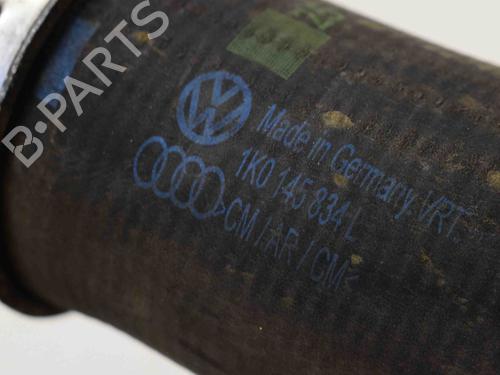 B-PARTS
Made in Germany VRT
1K0 145 834 L
>CM/AR/CM<